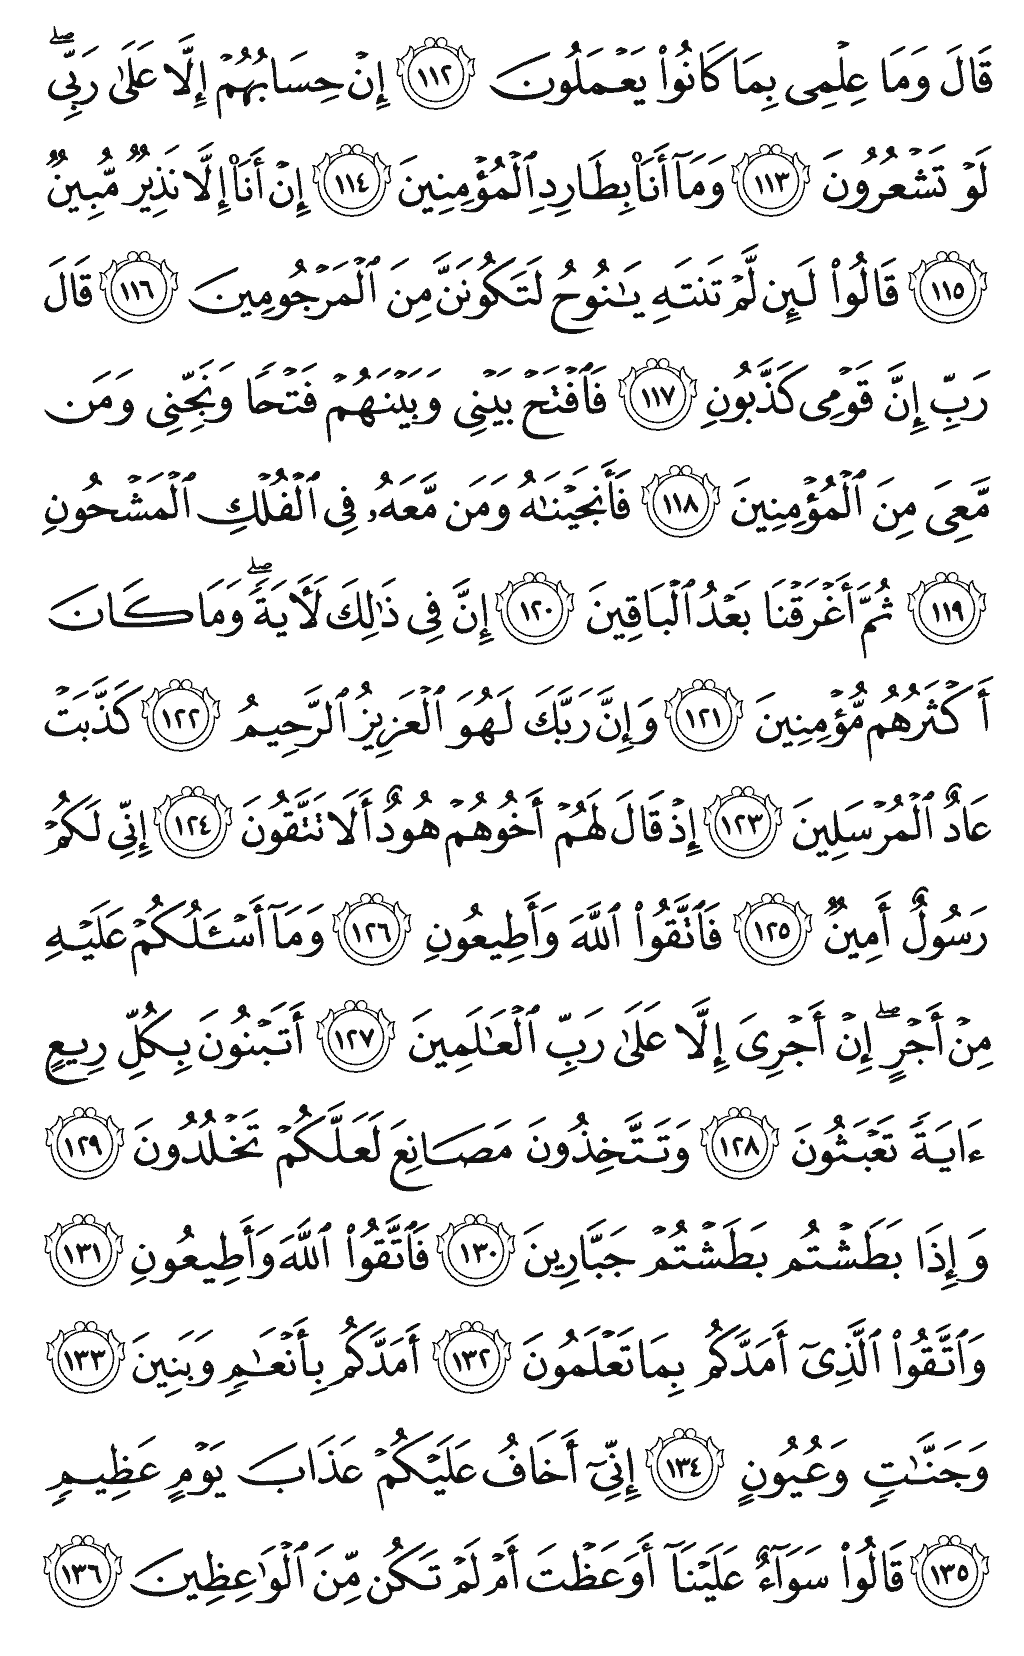 قَالَ وَمَا عِلْمِى بِمَا كَانُوا۟ يَعْمَلُونَ ١١٢ إِنْ حِسَابُهُمْ إِلَّا عَلَىٰ رَبِّى ۖ
لَوْ تَشْعُرُونَ ١١٣ وَمَآ أَنَا۠ بِطَارِدِ ٱلْمُؤْمِنِينَ ١١٤ إِنْ أَنَا۠ إِلَّا نَذِيرٌ مُّبِينٌ
١١٥ قَالُوا۟ لَئِن لَّمْ تَنتَهِ يَـٰنُوحُ لَتَكُونَنَّ مِنَ ٱلْمَرْجُومِينَ ١١٦ قَالَ
رَبِّ إِنَّ قَوْمِى كَذَّبُونِ ١١٧ فَٱفْتَحْ بَيْنِى وَبَيْنَهُمْ فَتْحًا وَنَجِّنِى وَمَن
مَّعِىَ مِنَ ٱلْمُؤْمِنِينَ ١١٨ فَأَنجَيْنَـٰهُ وَمَن مَّعَهُۥ فِى ٱلْفُلْكِ ٱلْمَشْحُونِ
١١٩ ثُمَّ أَغْرَقْنَا بَعْدُ ٱلْبَاقِينَ ١٢٠ إِنَّ فِى ذَٰلِكَ لَـَٔايَةً ۖ وَمَا كَانَ
أَكْثَرُهُم مُّؤْمِنِينَ ١٢١ وَإِنَّ رَبَّكَ لَهُوَ ٱلْعَزِيزُ ٱلرَّحِيمُ ١٢٢ كَذَّبَتْ
عَادٌ ٱلْمُرْسَلِينَ ١٢٣ إِذْ قَالَ لَهُمْ أَخُوهُمْ هُودٌ أَلَا تَتَّقُونَ ١٢٤ إِنِّى لَكُمْ
رَسُولٌ أَمِينٌ ١٢٥ فَٱتَّقُوا۟ ٱللَّهَ وَأَطِيعُونِ ١٢٦ وَمَآ أَسْـَٔلُكُمْ عَلَيْهِ
مِنْ أَجْرٍ ۖ إِنْ أَجْرِىَ إِلَّا عَلَىٰ رَبِّ ٱلْعَـٰلَمِينَ ١٢٧ أَتَبْنُونَ بِكُلِّ رِيعٍ
ءَايَةً تَعْبَثُونَ ١٢٨ وَتَتَّخِذُونَ مَصَانِعَ لَعَلَّكُمْ تَخْلُدُونَ ١٢٩
وَإِذَا بَطَشْتُم بَطَشْتُمْ جَبَّارِينَ ١٣٠ فَٱتَّقُوا۟ ٱللَّهَ وَأَطِيعُونِ ١٣١
وَٱتَّقُوا۟ ٱلَّذِىٓ أَمَدَّكُم بِمَا تَعْلَمُونَ ١٣٢ أَمَدَّكُم بِأَنْعَـٰمٍ وَبَنِينَ ١٣٣
وَجَنَّـٰتٍ وَعُيُونٍ ١٣٤ إِنِّىٓ أَخَافُ عَلَيْكُمْ عَذَابَ يَوْمٍ عَظِيمٍ
١٣٥ قَالُوا۟ سَوَآءٌ عَلَيْنَآ أَوَعَظْتَ أَمْ لَمْ تَكُن مِّنَ ٱلْوَٰعِظِينَ ١٣٦